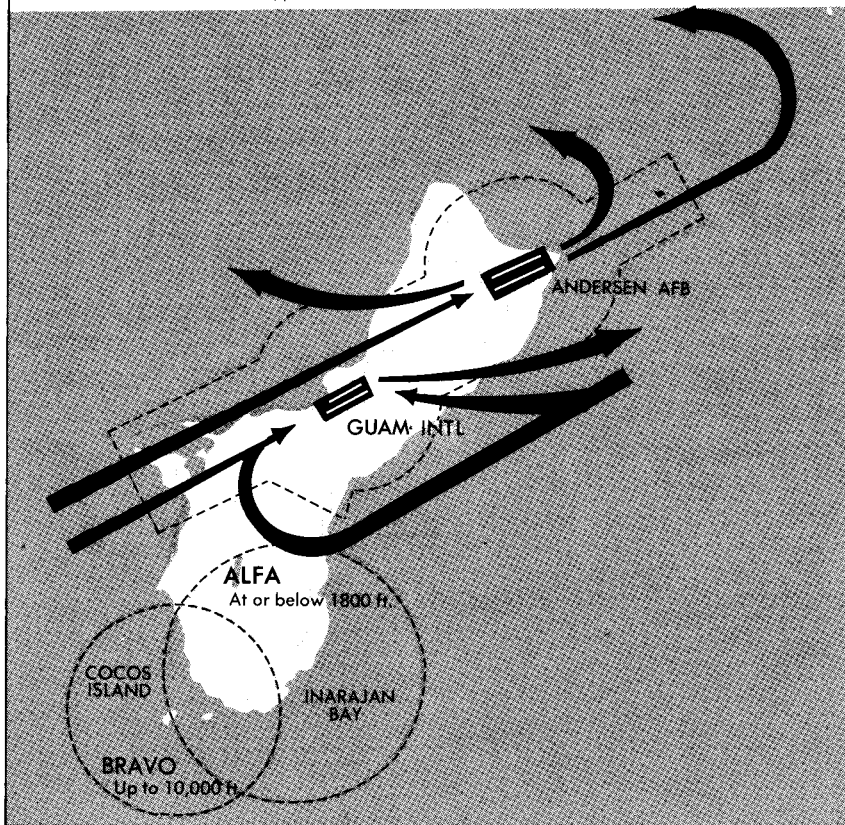 ANDERSEN AFB
GUAM INTL
ALFA
At or below 1800 ft.
COCOS
ISLAND
INARAJAN
BAY
BRAVO
Up to 10,000 ft.